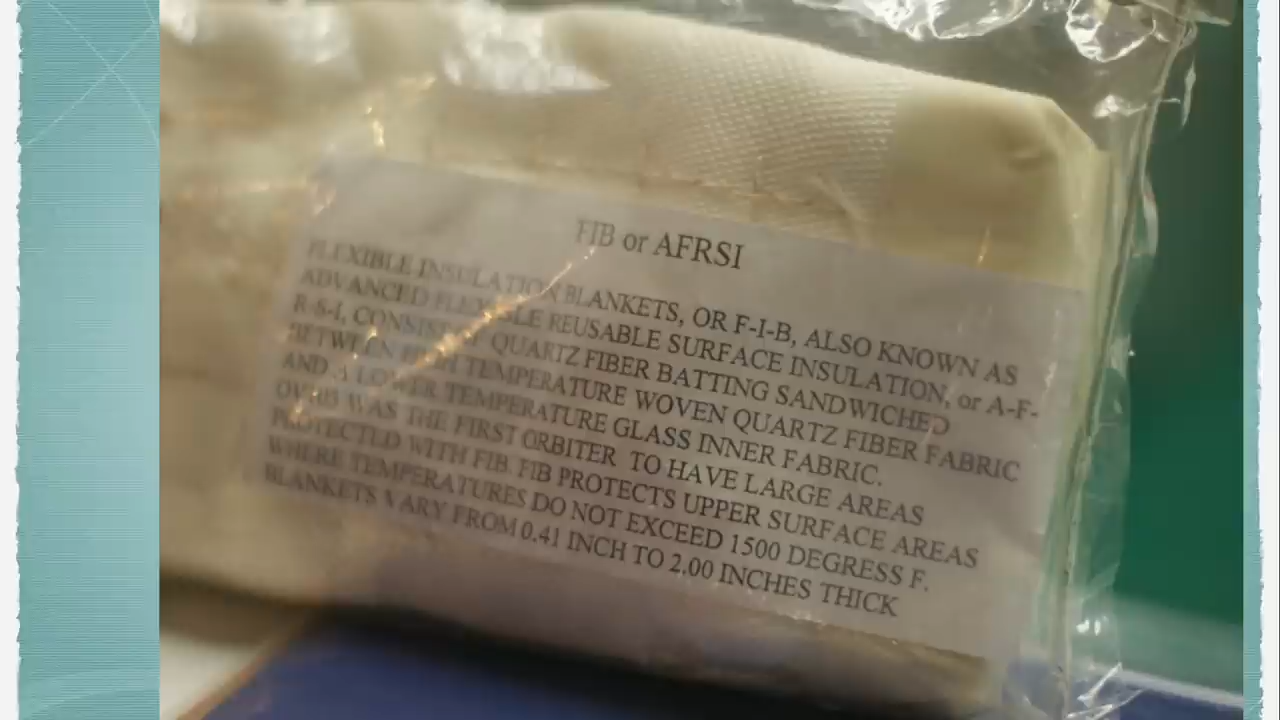 FIB or AFRSI
FLEXIBLE INSULATION BLANKETS, OR F-I-B, ALSO KNOWN AS
ADVANCED FLEXIBLE REUSABLE SURFACE INSULATION, or A-F-
R-S-I, CONSIST OF QUARTZ FIBER BATTING SANDWICHED
BETWEEN HIGH TEMPERATURE WOVEN QUARTZ FIBER FABRIC
AND A LOWER TEMPERATURE GLASS INNER FABRIC.
WAS THE FIRST ORBITER TO HAVE LARGE AREAS
PROTECTED WITH FIB. FIB PROTECTS UPPER SURFACE AREAS
WHERE TEMPERATURES DO NOT EXCEED 1500 DEGRESS F.
BLANKETS VARY FROM 0.41 INCH TO 2.00 INCHES THICK